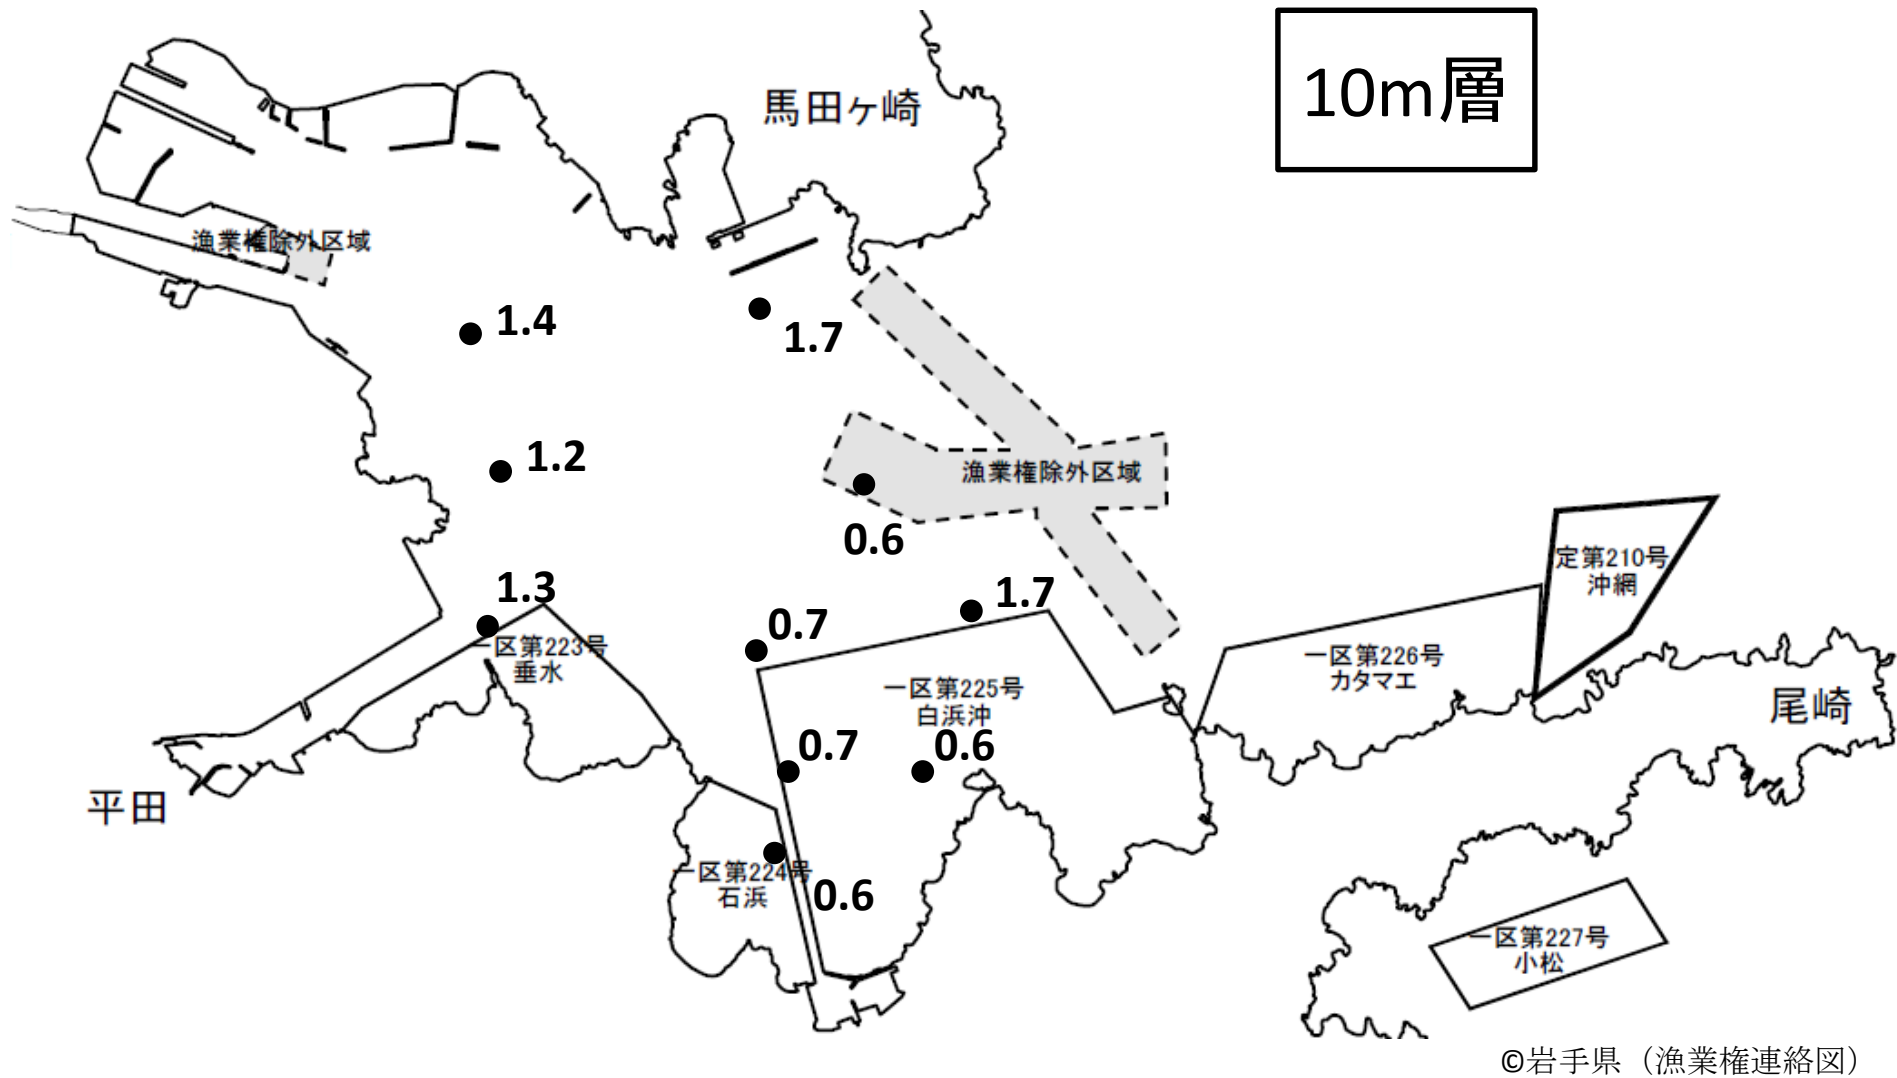 10m層
馬田ヶ崎
漁業権除外区域
1.4
1.7
1.2
漁業権除外区域
0.6
定第210号
沖網
1.3
1.7
0.7
一区第223号
垂水
一区第226号
カタマエ
一区第225号
白浜沖
尾崎
0.7
0.6
平田
一区第224号
石浜
0.6
一区第227号
小松
©岩手県（漁業権連絡図）